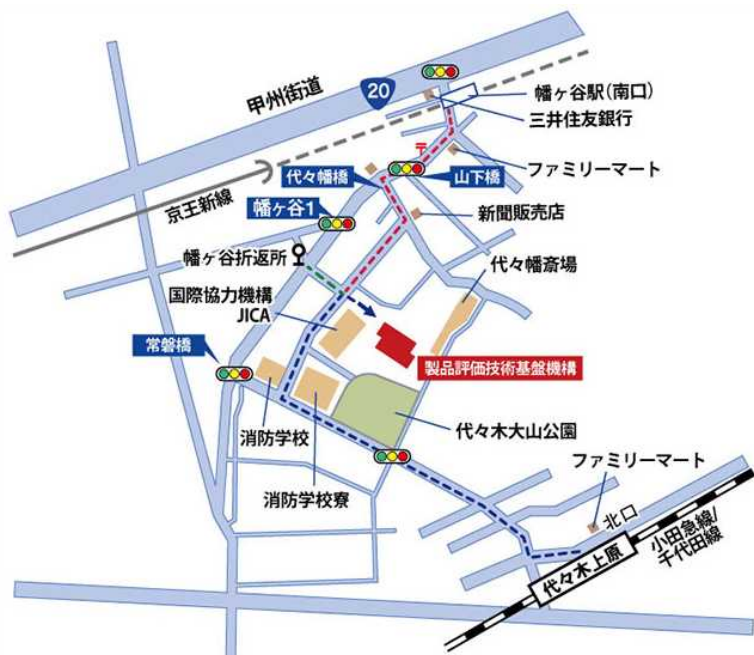 甲州街道
20
幡ヶ谷駅(南口)
三井住友銀行
〒
ファミリーマート
代々幡橋
山下橋
京王新線
幡ヶ谷1
新聞販売店
幡ヶ谷折返所
代々幡斎場
国際協力機構
JICA
常磐橋
製品評価技術基盤機構
消防学校
代々木大山公園
消防学校寮
ファミリーマート
北口
代々木上原
小田急線/
千代田線